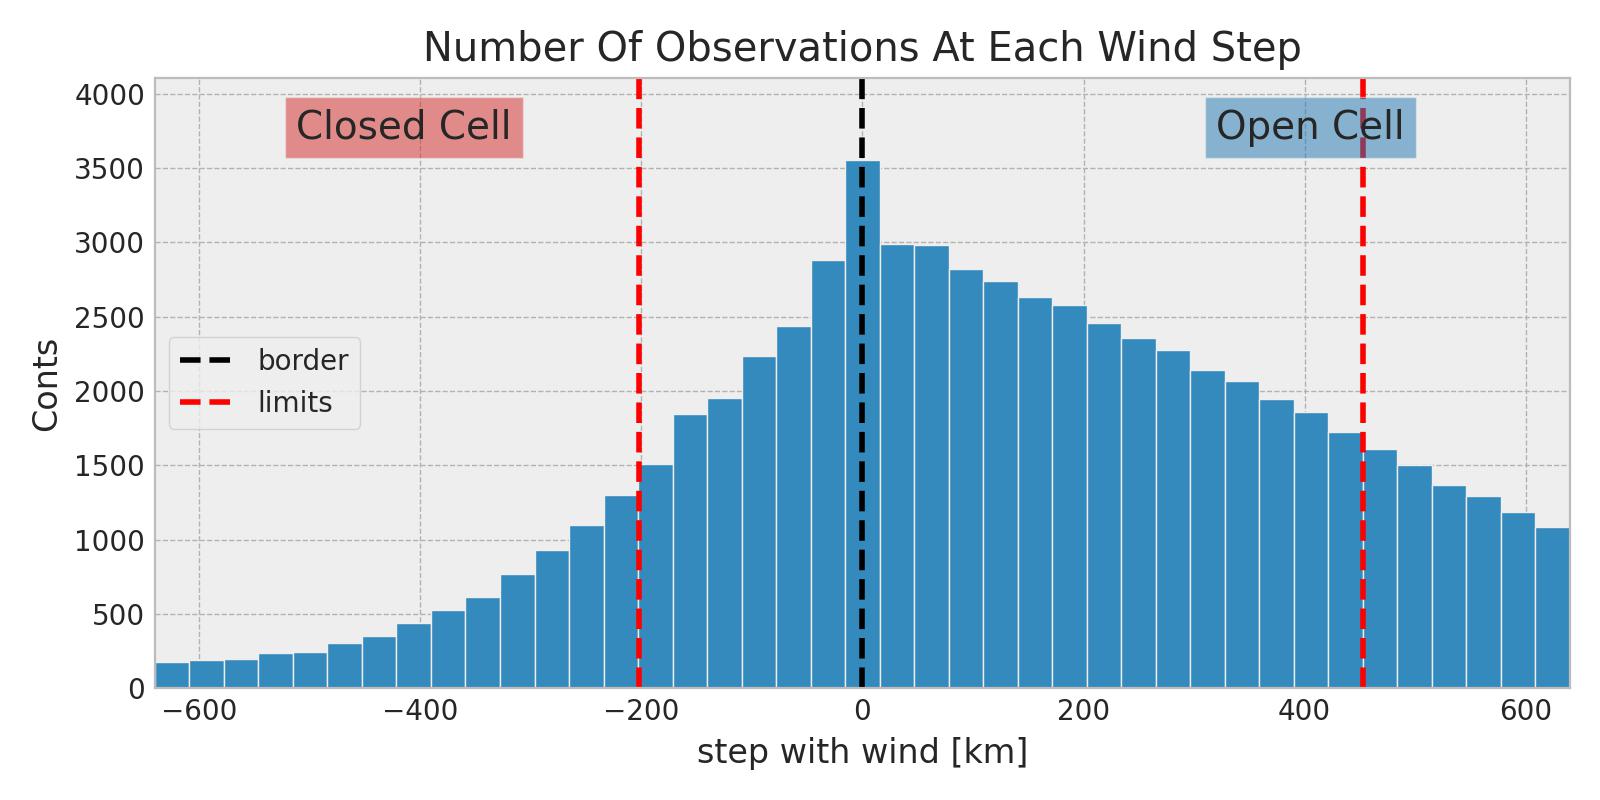 Number Of Observations At Each Wind Step
Closed Cell
Open Cell
4000
3500
3000
2500
2000
1500
1000
500
0
Conts
border
limits
−600
−400
−200
0
200
400
600
step with wind [km]